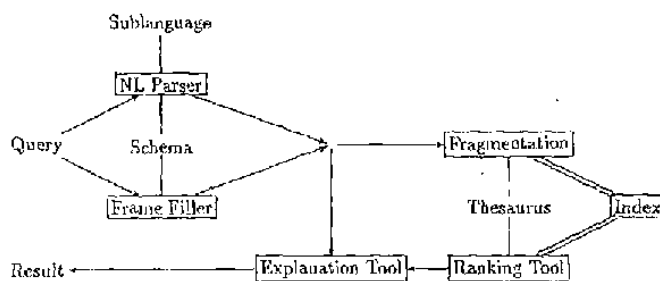 Sublanguage
NL Parser
Query
Schema
Fragmentation
Frame Filler
Thesaurus
Index
Result
Explanation Tool
Ranking Tool